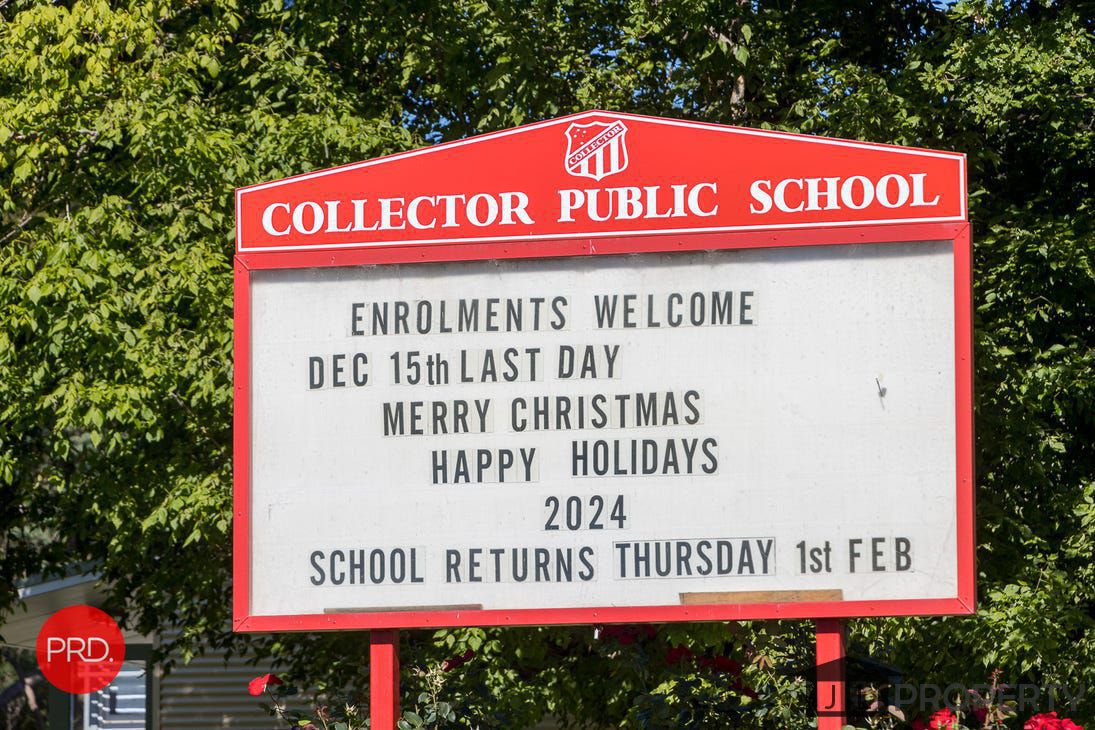 COLLECTOR
COLLECTOR PUBLIC SCHOOL
ENROLMENTS WELCOME
DEC 15th LAST DAY
MERRY CHRISTMAS
HAPPY HOLIDAYS
2024
SCHOOL RETURNS THURSDAY 1st FEB
PRD.
PROPERTY